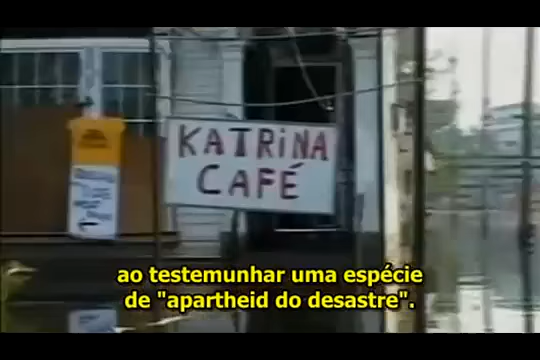 KATRiNA
CAFÉ
ao testemunhar uma espécie
de "apartheid do desastre".